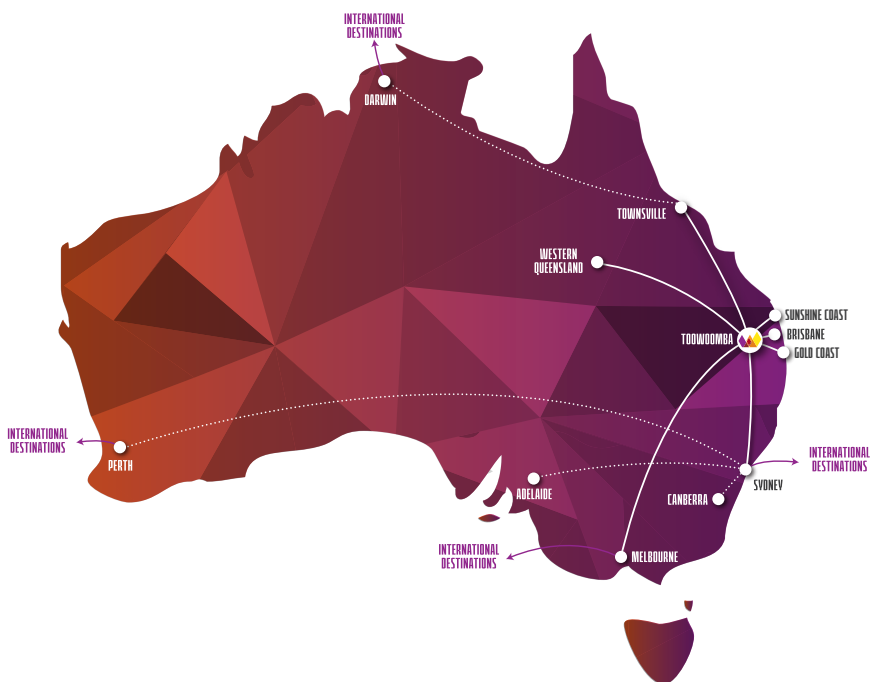 INTERNATIONAL
DESTINATIONS
DARWIN
TOWNSVILLE
WESTERN
QUEENSLAND
SUNSHINE COAST
BRISBANE
TOOWOOMBA
GOLD COAST
INTERNATIONAL
DESTINATIONS
PERTH
INTERNATIONAL
DESTINATIONS
SYDNEY
ADELAIDE
CANBERRA
INTERNATIONAL
DESTINATIONS
MELBOURNE